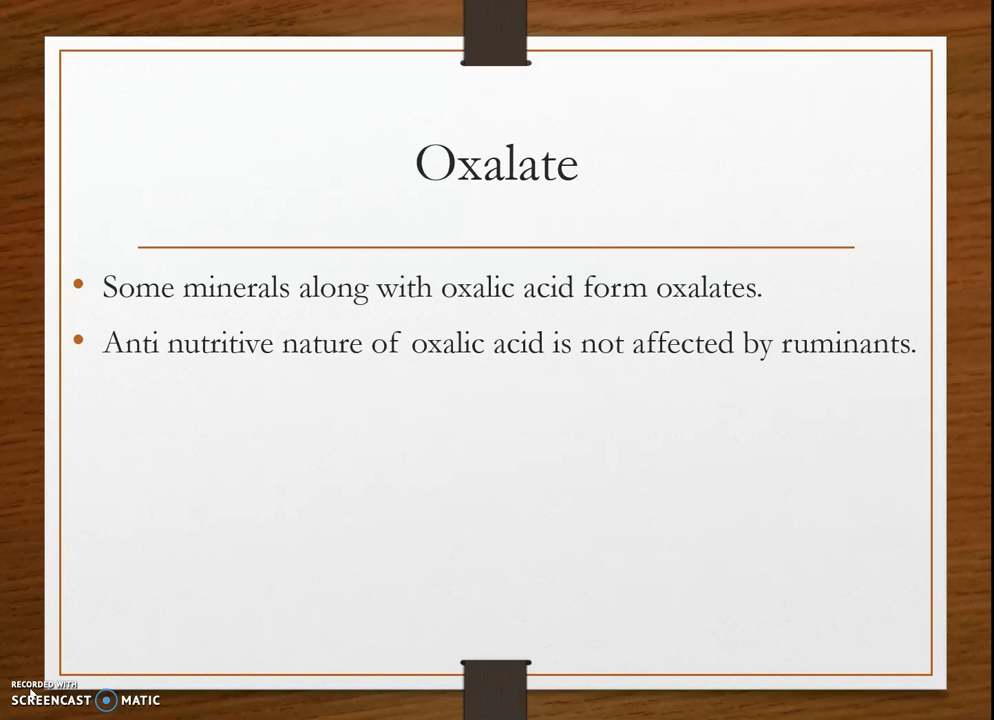 Oxalate
Some minerals along with oxalic acid form oxalates.
Anti nutritive nature of oxalic acid is not affected by ruminants.
RECORDED WITH
SCREENCAST MATIC